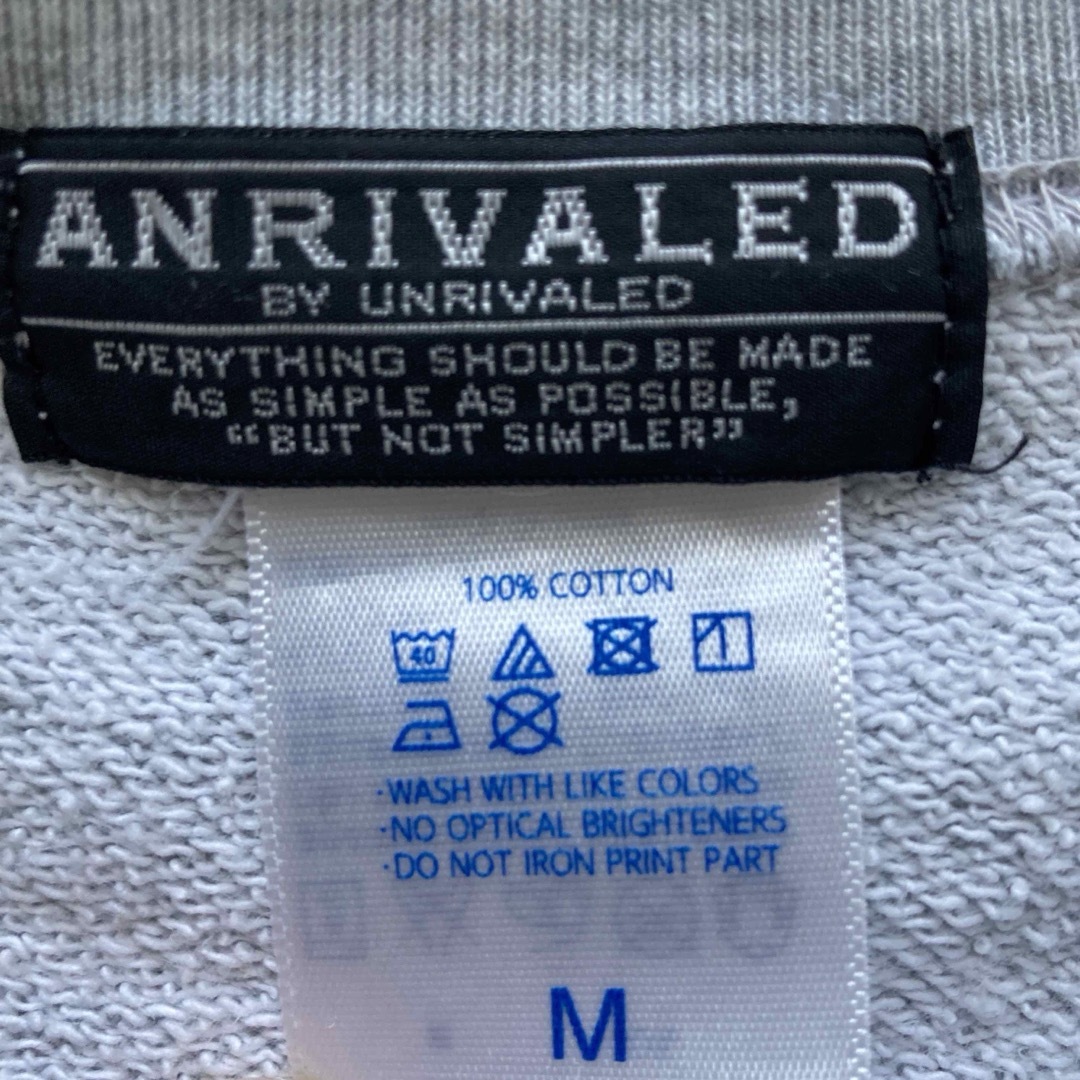 ANRIVALED
BY UNRIVALED
EVERYTHING SHOULD BE MADE
AS SIMPLE AS POSSIBLE,
“BUT NOT SIMPLER”
100% COTTON
40
·WASH WITH LIKE COLORS
·NO OPTICAL BRIGHTENERS
·DO NOT IRON PRINT PART
M